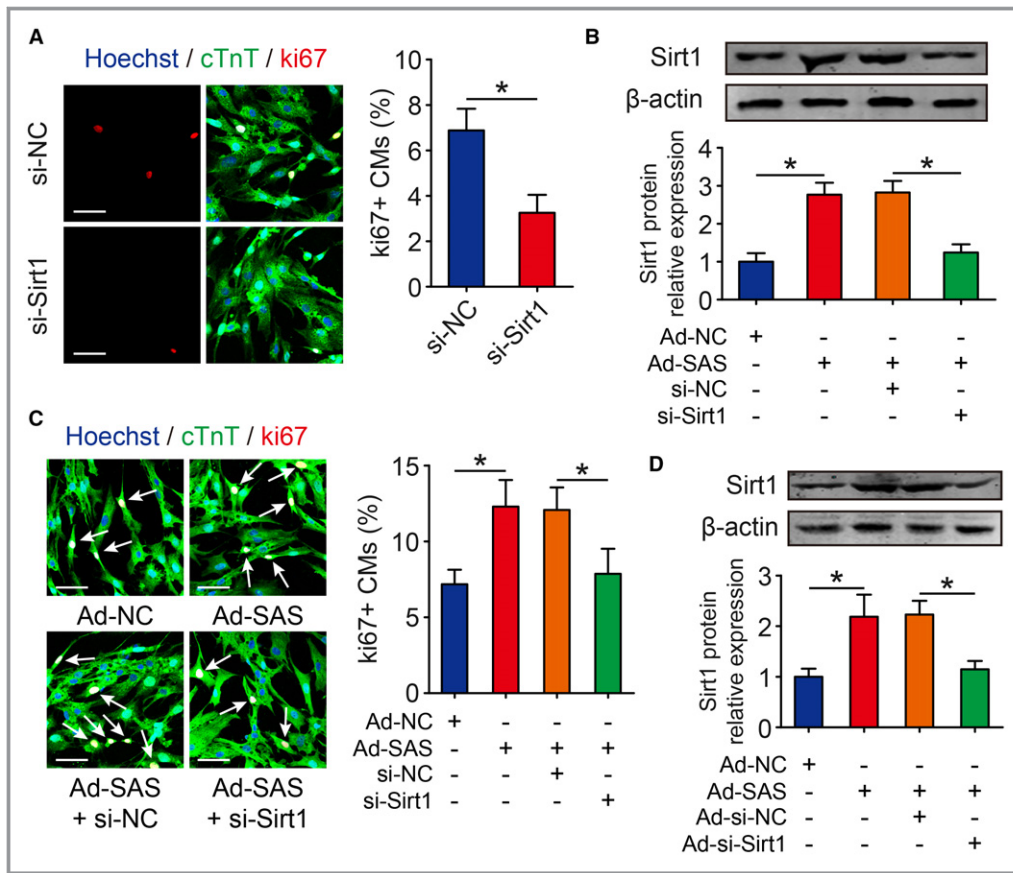 A
Hoechst / cTnT / ki67
si-NC
si-Sirt1
ki67+ CMs (%)
10
8
6
4
2
0
*
si-NC
si-Sirt1
B
Sirt1
β-actin
Sirt1 protein
relative expression
4
3
2
1
0
* *
Ad-NC + - - -
Ad-SAS - + + +
si-NC - - + -
si-Sirt1 - - - +
C
Hoechst / cTnT / ki67
Ad-NC Ad-SAS
Ad-SAS Ad-SAS
+ si-NC + si-Sirt1
ki67+ CMs (%)
15
10
5
0
* *
Ad-NC + - - -
Ad-SAS - + + +
si-NC - - + -
si-Sirt1 - - - +
D
Sirt1
β-actin
Sirt1 protein
relative expression
3
2
1
0
* *
Ad-NC + - - -
Ad-SAS - + + +
Ad-si-NC - - + -
Ad-si-Sirt1 - - - +